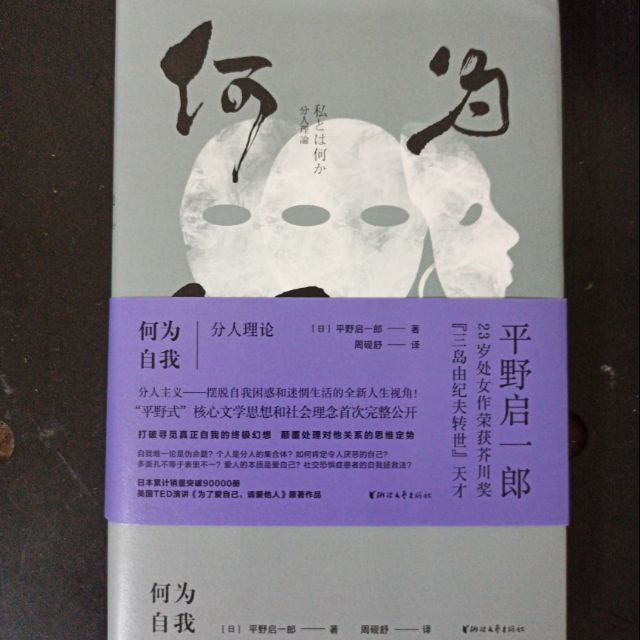 何为
私とは何か
分人理論
何为
自我
分人理论
［日］平野启一郎——著
周砚舒——译
分人主义——摆脱自我困惑和迷惘生活的全新人生视角！
“平野式”核心文学思想和社会理念首次完整公开
打破寻觅真正自我的终极幻想 颠覆处理对他关系的思维定势
自我唯一论是伪命题？个人是分人的集合体？如何肯定令人厌恶的自己？
多面孔不等于表里不一？爱人的本质是爱自己？社交恐惧症患者的自我拯救法？
日本累计销量突破90000册
美国TED演讲《为了爱自己，请爱他人》原著作品
浙江文艺出版社
平野启一郎
23岁处女作荣获芥川奖
『三岛由纪夫转世』天才
何为
自我
［日］平野启一郎——著 周砚舒——译
浙江文艺出版社